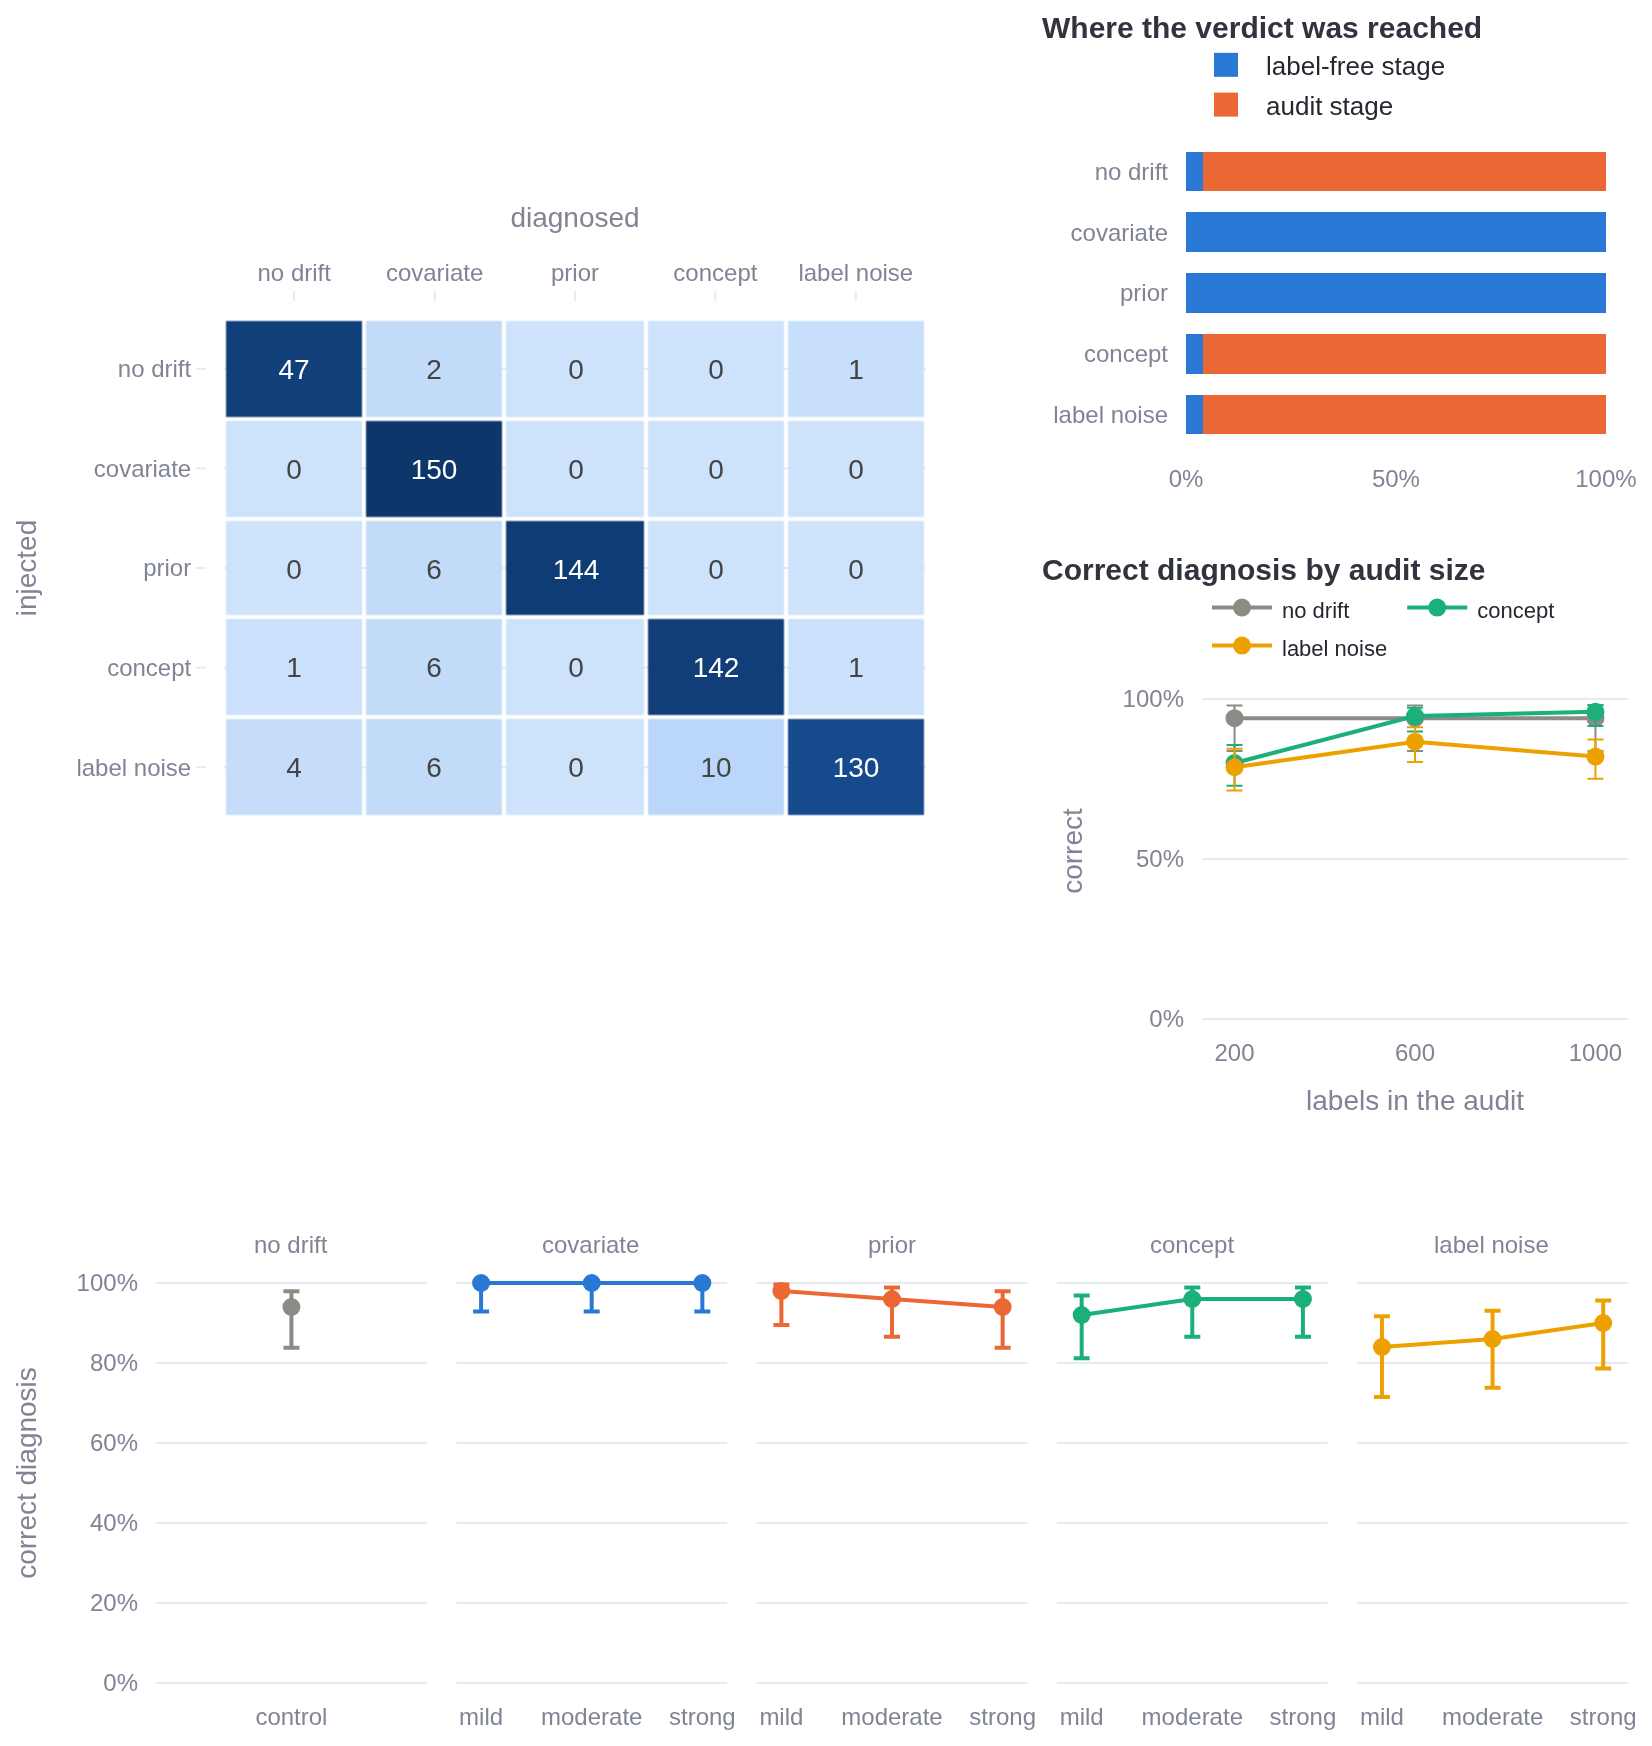 Where the verdict was reached
label-free stage
audit stage
no drift
covariate
prior
concept
label noise
0% 50% 100%
diagnosed
no drift covariate prior concept label noise
injected
no drift 47 2 0 0 1
covariate 0 150 0 0 0
prior 0 6 144 0 0
concept 1 6 0 142 1
label noise 4 6 0 10 130
Correct diagnosis by audit size
no drift concept
label noise
correct
100%
50%
0%
200 600 1000
labels in the audit
no drift covariate prior concept label noise
correct diagnosis
100%
80%
60%
40%
20%
0%
control mild moderate strong mild moderate strong mild moderate strong mild moderate strong